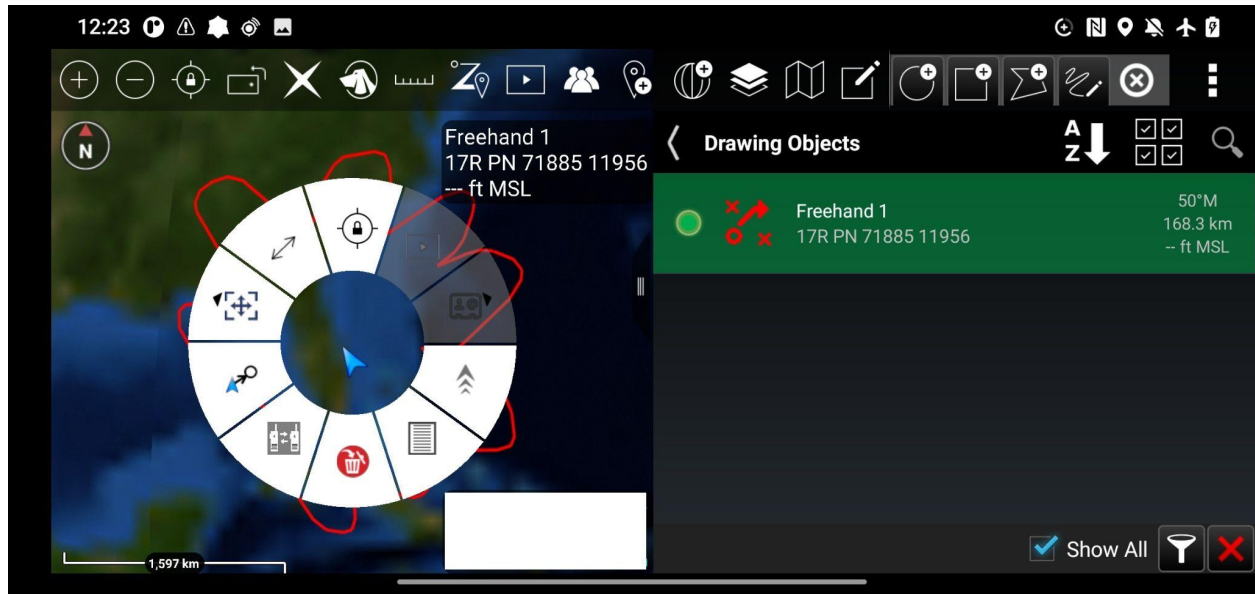 12:23
Freehand 1
17R PN 71885 11956
--- ft MSL
N
1,597 km
Drawing Objects
A
Z
Freehand 1
17R PN 71885 11956
50°M
168.3 km
-- ft MSL
Show All